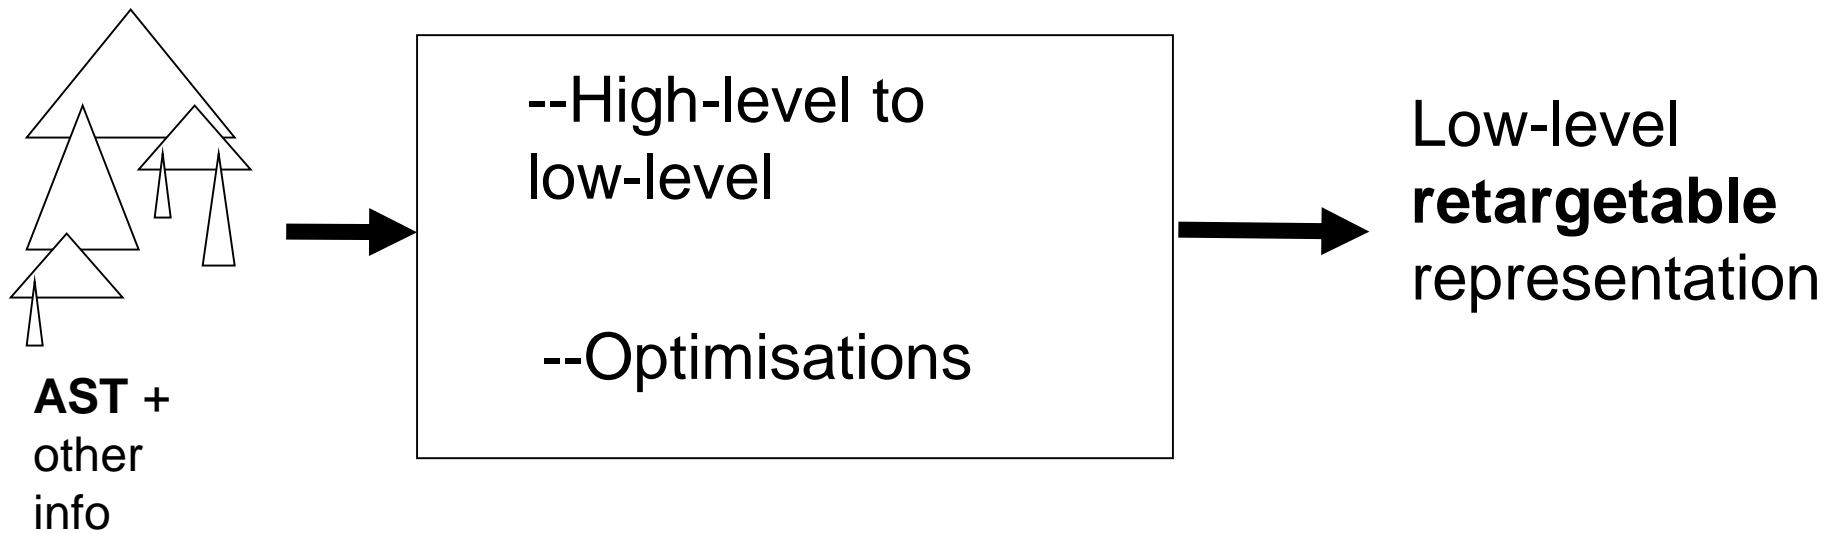 AST +
other
info
--High-level to
low-level
--Optimisations
Low-level
retargetable
representation